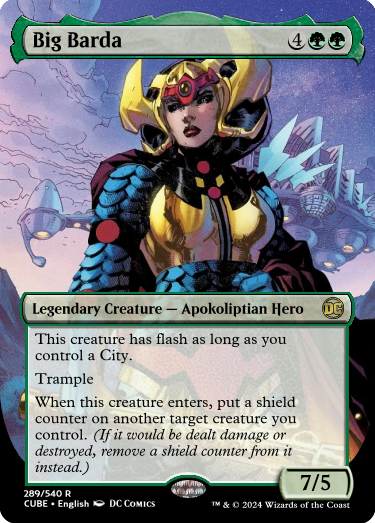 Big Barda 4
Legendary Creature — Apokoliptian Hero DC
This creature has flash as long as you
control a City.
Trample
When this creature enters, put a shield
counter on another target creature you
control. (If it would be dealt damage or
destroyed, remove a shield counter from it
instead.)
7/5
289/540 R
CUBE • English DC COMICS
™ & © 2024 Wizards of the Coast